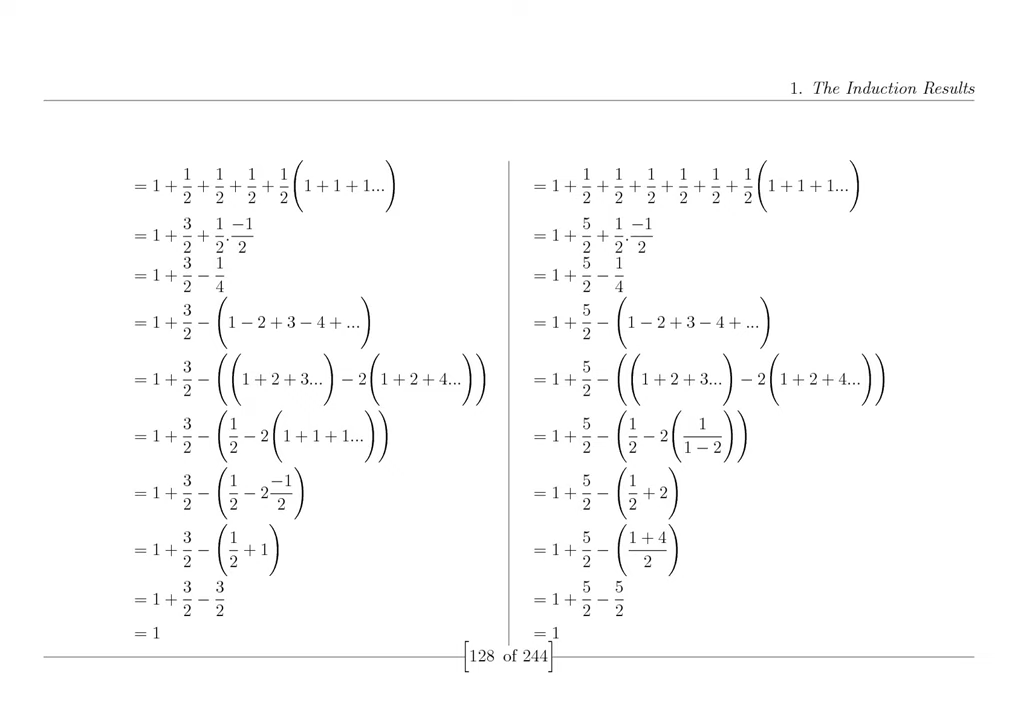 1. The Induction Results
= 1 + 1/2 + 1/2 + 1/2 + 1/2(1 + 1 + 1...)
= 1 + 3/2 + 1/2.−1/2
= 1 + 3/2 − 1/4
= 1 + 3/2 − (1 − 2 + 3 − 4 + ...)
= 1 + 3/2 − ((1 + 2 + 3...) − 2(1 + 2 + 4...))
= 1 + 3/2 − (1/2 − 2(1 + 1 + 1...))
= 1 + 3/2 − (1/2 − 2−1/2)
= 1 + 3/2 − (1/2 + 1)
= 1 + 3/2 − 3/2
= 1
= 1 + 1/2 + 1/2 + 1/2 + 1/2 + 1/2 + 1/2(1 + 1 + 1...)
= 1 + 5/2 + 1/2.−1/2
= 1 + 5/2 − 1/4
= 1 + 5/2 − (1 − 2 + 3 − 4 + ...)
= 1 + 5/2 − ((1 + 2 + 3...) − 2(1 + 2 + 4...))
= 1 + 5/2 − (1/2 − 2(1/(1 − 2)))
= 1 + 5/2 − (1/2 + 2)
= 1 + 5/2 − ((1 + 4)/2)
= 1 + 5/2 − 5/2
= 1
[128 of 244]